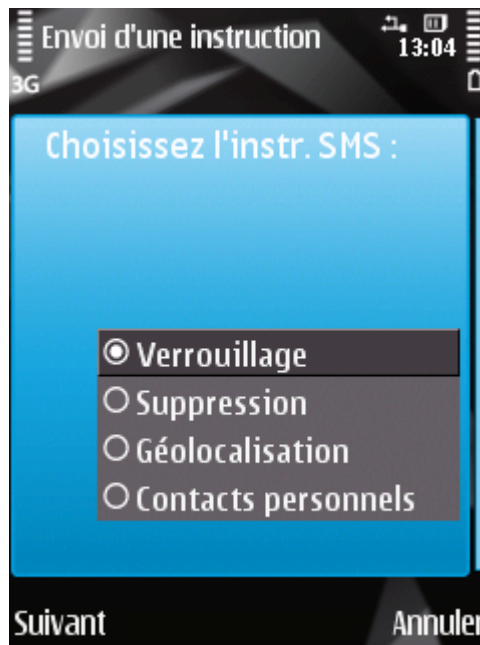 Envoi d'une instruction
13:04
3G
Choisissez l'instr. SMS :
Verrouillage
Suppression
Géolocalisation
Contacts personnels
Suivant
Annuler